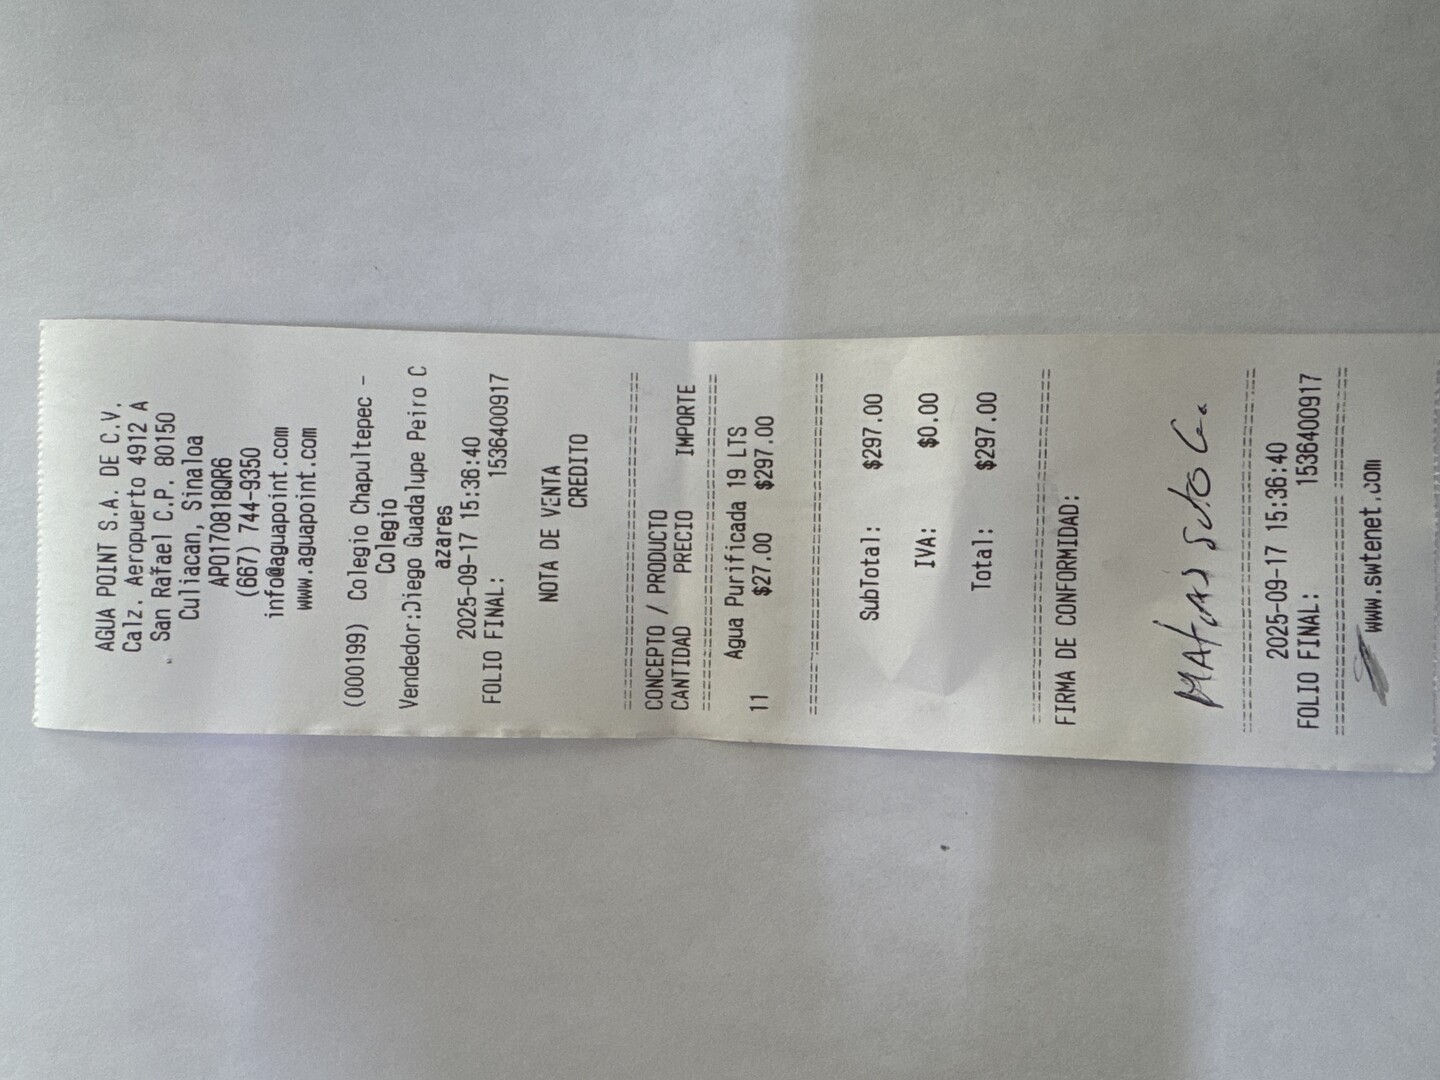 AGUA POINT S.A. DE C.V.
Calz. Aeropuerto 4912 A
San Rafael C.P. 80150
Culiacan, Sinaloa
APO170818QR6
(667) 744-9350
info@aguapoint.com
www.aguapoint.com
(000199) Colegio Chapultepec -
Colegio
Vendedor:Diego Guadalupe Peiro C
azares
2025-09-17 15:36:40
FOLIO FINAL: 1536400917
NOTA DE VENTA
CREDITO
CONCEPTO / PRODUCTO
CANTIDAD PRECIO IMPORTE
Agua Purificada 19 LTS
11 $27.00 $297.00
SubTotal: $297.00
IVA: $0.00
Total: $297.00
FIRMA DE CONFORMIDAD:
2025-09-17 15:36:40
FOLIO FINAL: 1536400917
www.swtenet.com